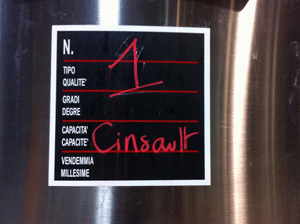 N. 1
TIPO
QUALITE'
GRADI
DEGRE
CAPACITA'
CAPACITE'
Cinsault
VENDEMMIA
MILLESIME